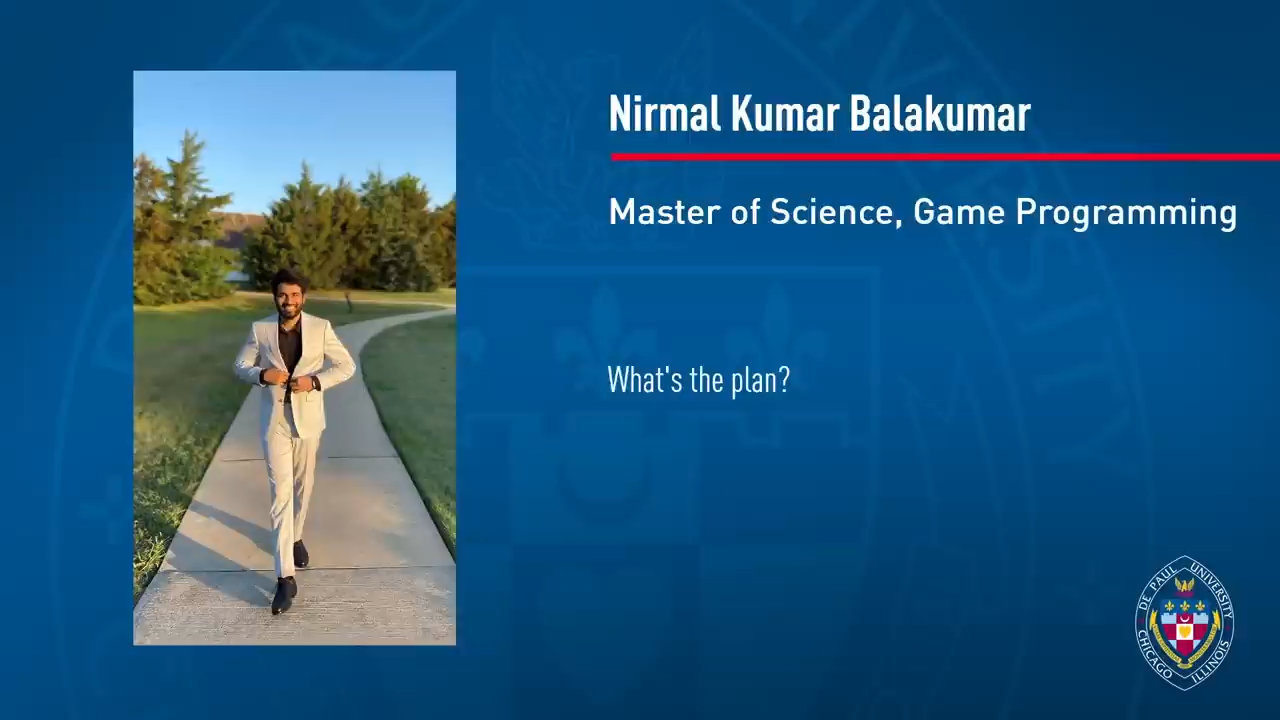 Nirmal Kumar Balakumar
Master of Science, Game Programming
What's the plan?
DE PAUL UNIVERSITY
CHICAGO ILLINOIS